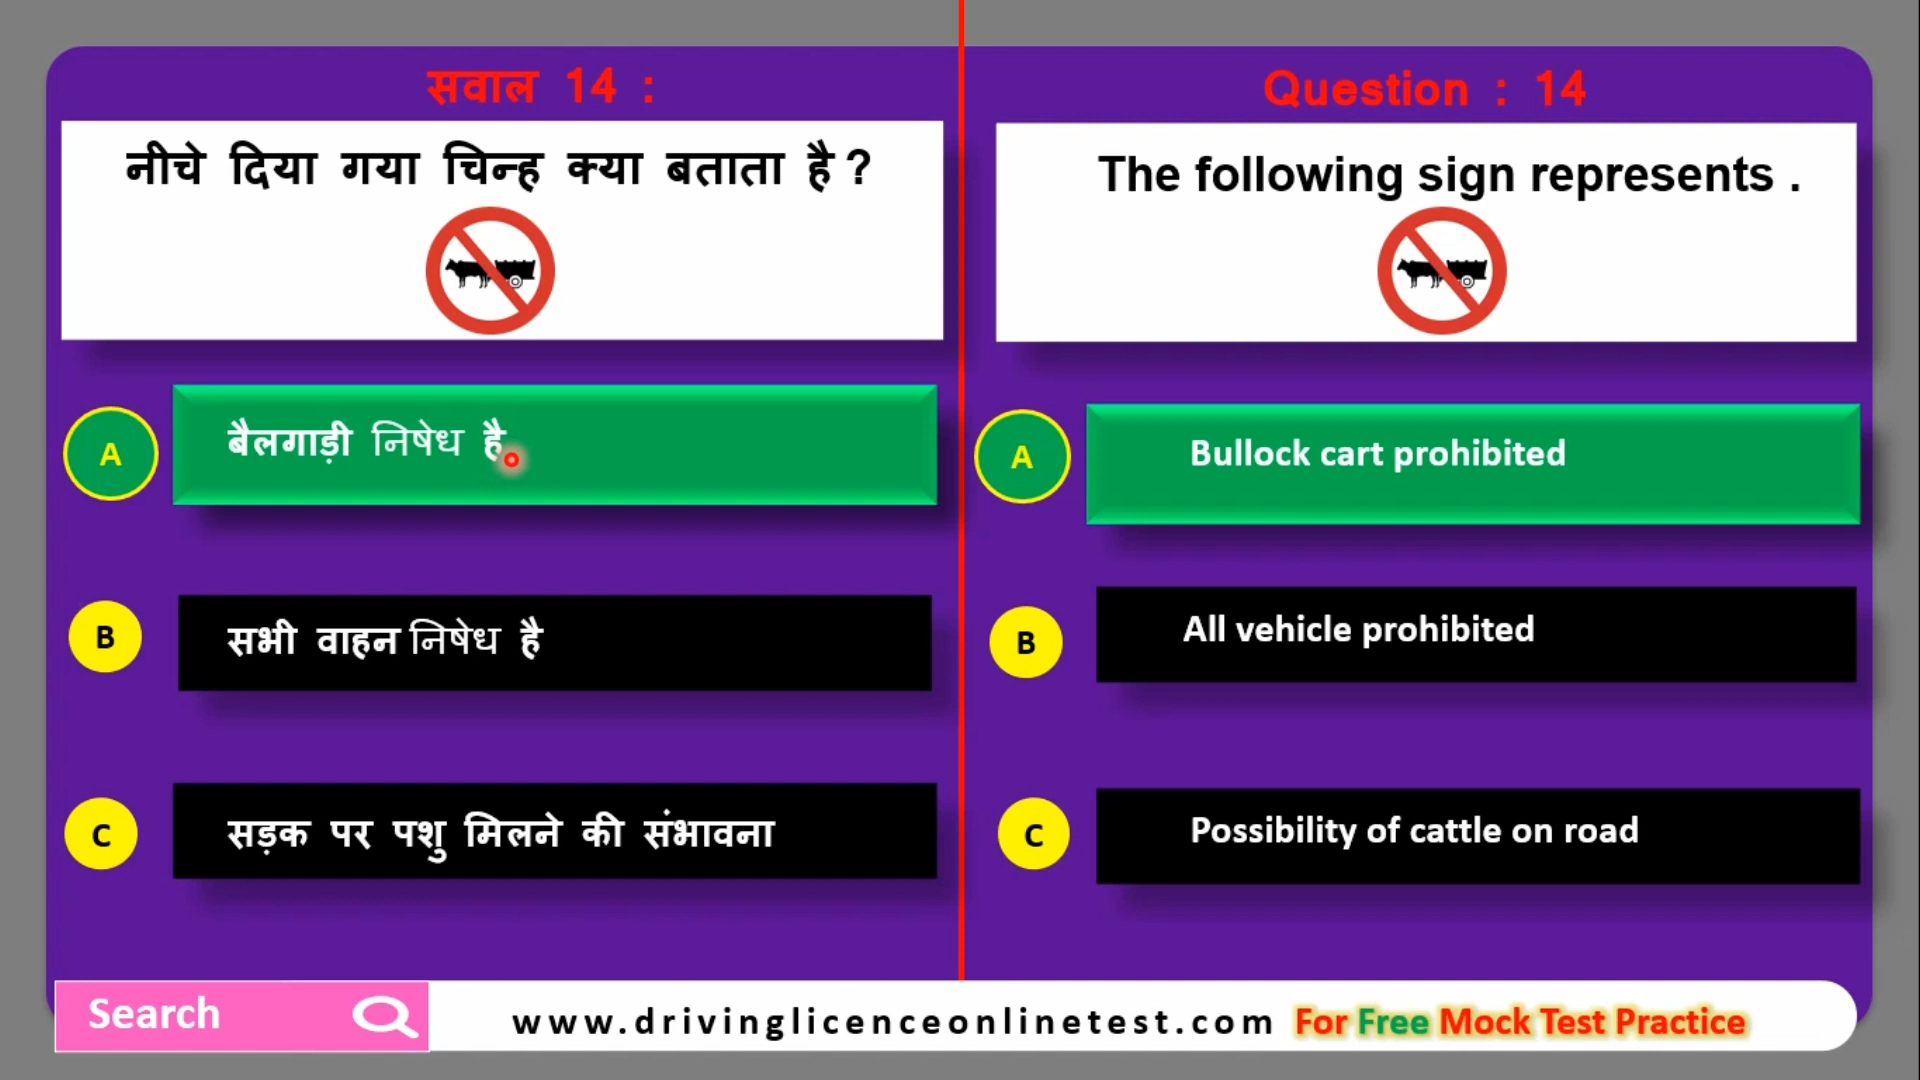 सवाल 14 :
नीचे दिया गया चिन्ह क्या बताता है ?
A
बैलगाड़ी निषेध है
B
सभी वाहन निषेध है
C
सड़क पर पशु मिलने की संभावना
Question : 14
The following sign represents .
A
Bullock cart prohibited
B
All vehicle prohibited
C
Possibility of cattle on road
Search
www.drivinglicenceonlinetest.com For Free Mock Test Practice